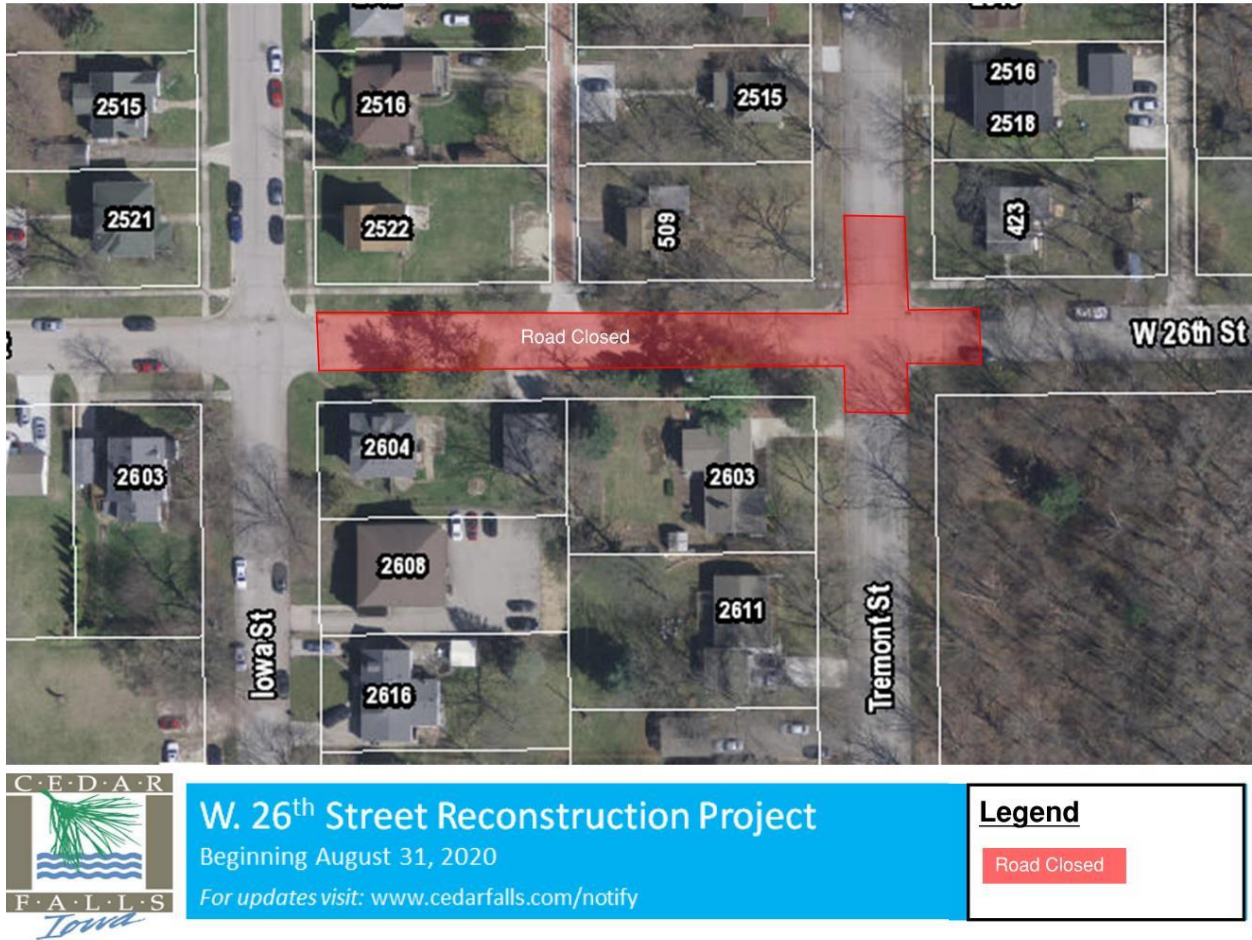 2515
2516
2515
2516
2518
2521
2522
509
423
Road Closed
W 26th St
2603
2604
2603
2608
2611
2616
Iowa St
Tremont St
C·E·D·A·R
F·A·L·L·S
Iowa
W. 26th Street Reconstruction Project
Beginning August 31, 2020
For updates visit: www.cedarfalls.com/notify
Legend
Road Closed